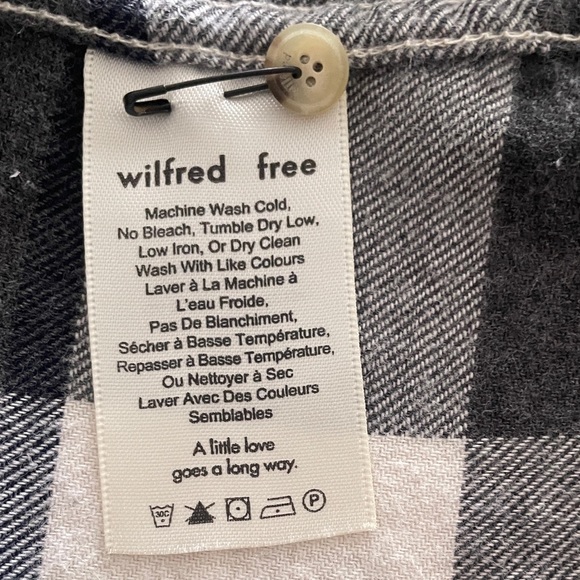 wilfred free
Machine Wash Cold,
No Bleach, Tumble Dry Low,
Low Iron, Or Dry Clean
Wash With Like Colours
Laver à La Machine à
L'eau Froide,
Pas De Blanchiment,
Sécher à Basse Température,
Repasser à Basse Température,
Ou Nettoyer à Sec
Laver Avec Des Couleurs
Semblables
A little love
goes a long way.
30C P